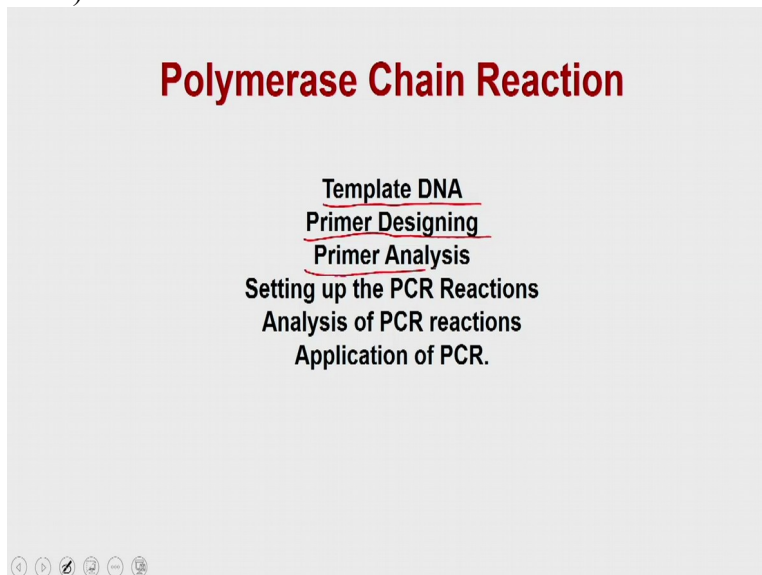 Polymerase Chain Reaction
Template DNA
Primer Designing
Primer Analysis
Setting up the PCR Reactions
Analysis of PCR reactions
Application of PCR.